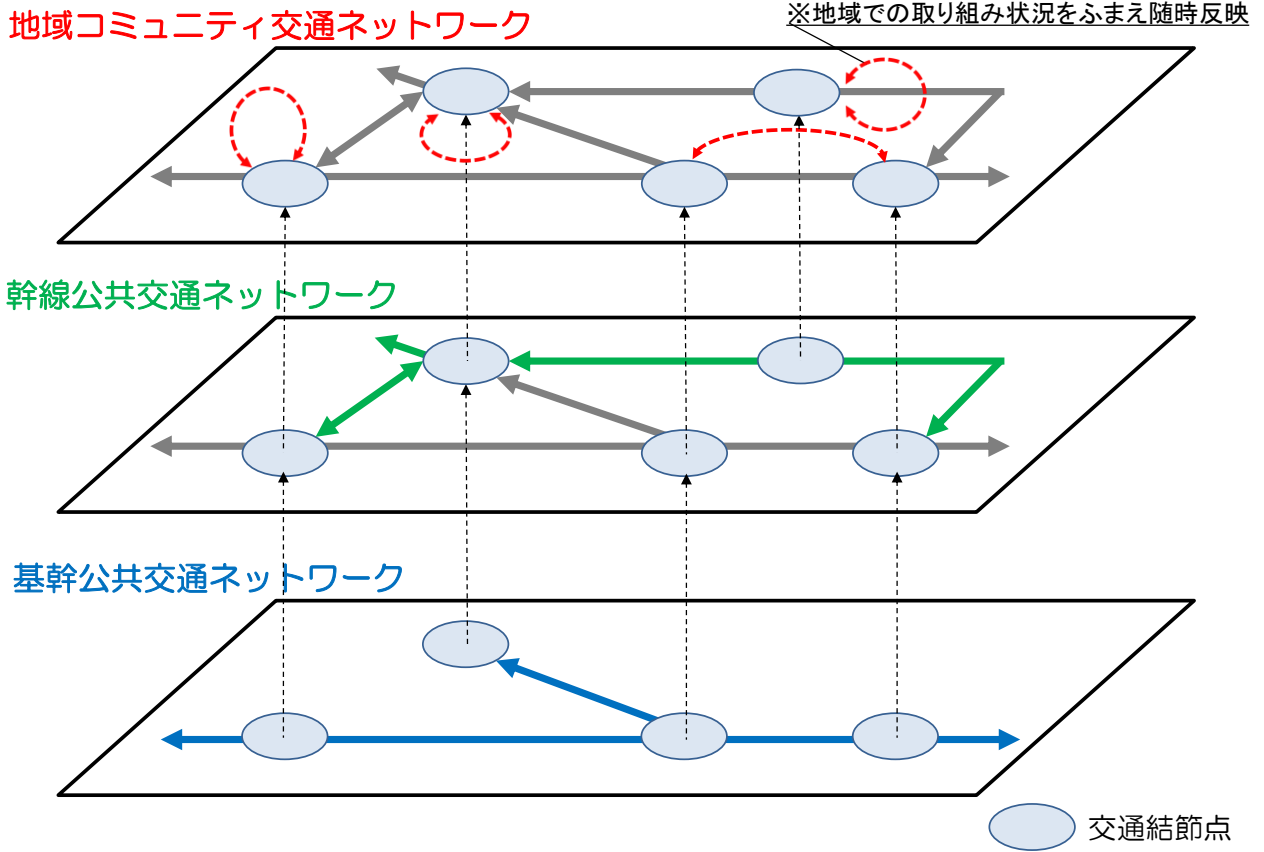 ※地域での取り組み状況をふまえ随時反映
地域コミュニティ交通ネットワーク
幹線公共交通ネットワーク
基幹公共交通ネットワーク
交通結節点